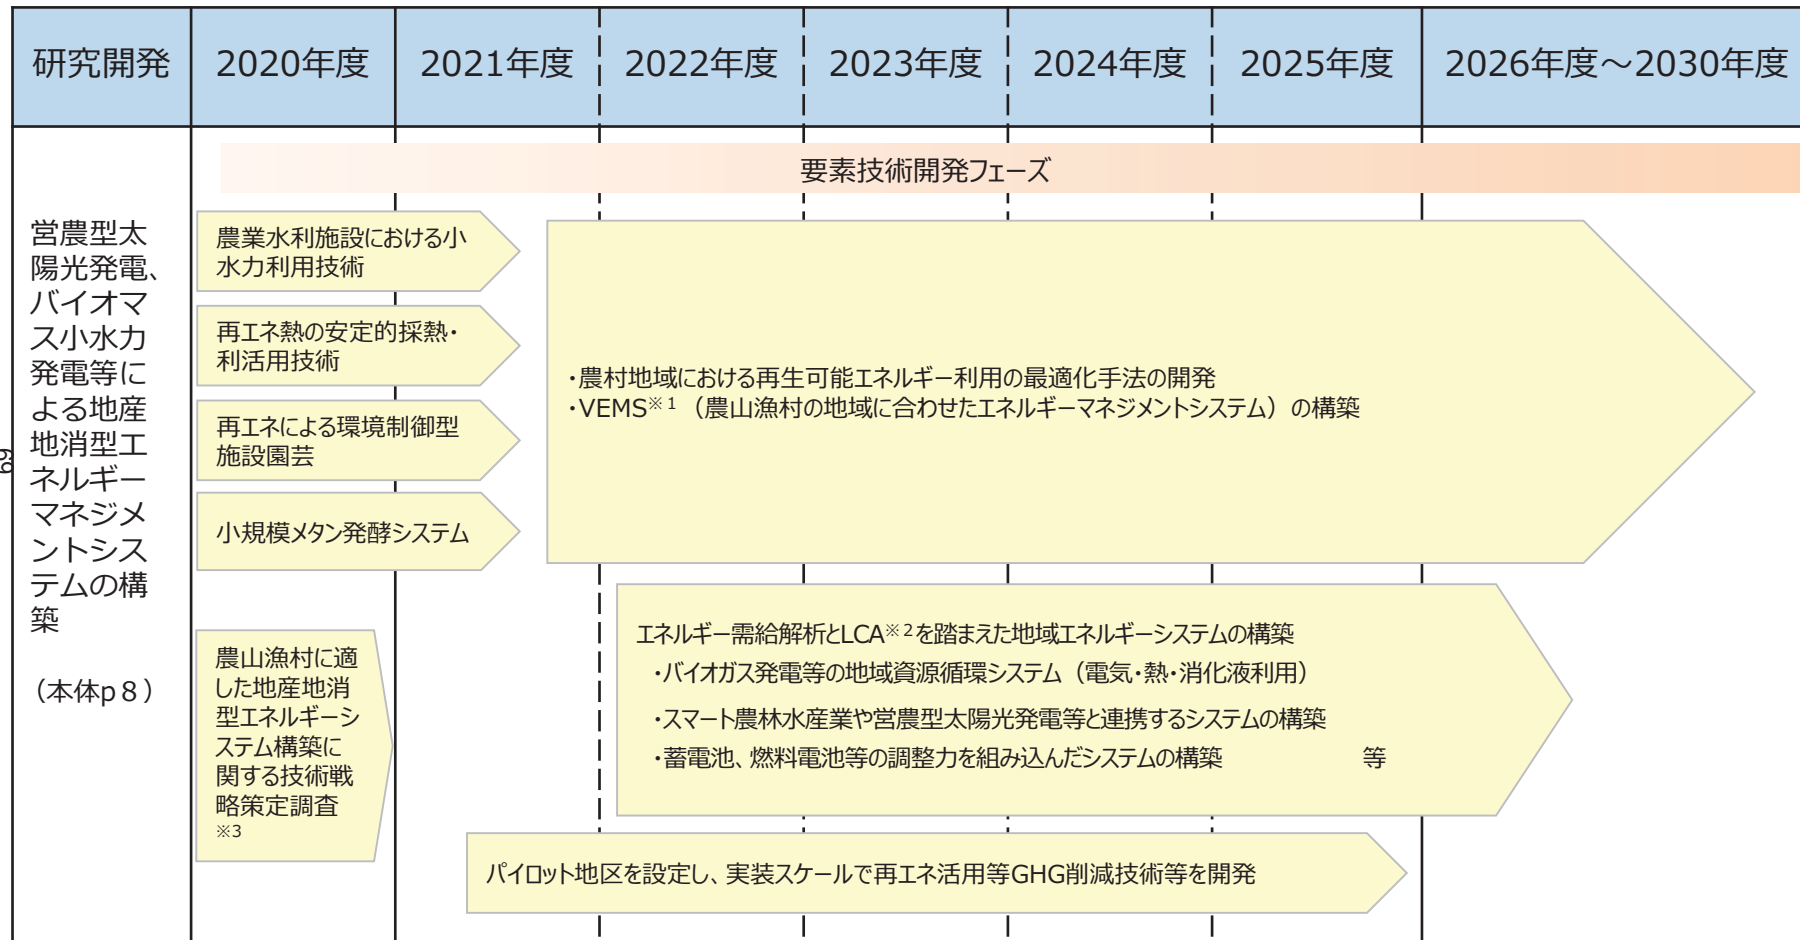 研究開発
2020年度
2021年度
2022年度
2023年度
2024年度
2025年度
2026年度～2030年度
要素技術開発フェーズ
営農型太
陽光発電、
バイオマ
ス小水力
発電等に
よる地産
地消型エ
ネルギー
マネジメ
ントシス
テムの構
築
（本体p８）
69
農業水利施設における小
水力利用技術
再エネ熱の安定的採熱・
利活用技術
再エネによる環境制御型
施設園芸
小規模メタン発酵システム
農山漁村に適
した地産地消
型エネルギーシ
ステム構築に
関する技術戦
略策定調査
※3
・農村地域における再生可能エネルギー利用の最適化手法の開発
・VEMS※1（農山漁村の地域に合わせたエネルギーマネジメントシステム）の構築
エネルギー需給解析とLCA※2を踏まえた地域エネルギーシステムの構築
・バイオガス発電等の地域資源循環システム（電気・熱・消化液利用）
・スマート農林水産業や営農型太陽光発電等と連携するシステムの構築
・蓄電池、燃料電池等の調整力を組み込んだシステムの構築 等
パイロット地区を設定し、実装スケールで再エネ活用等GHG削減技術等を開発